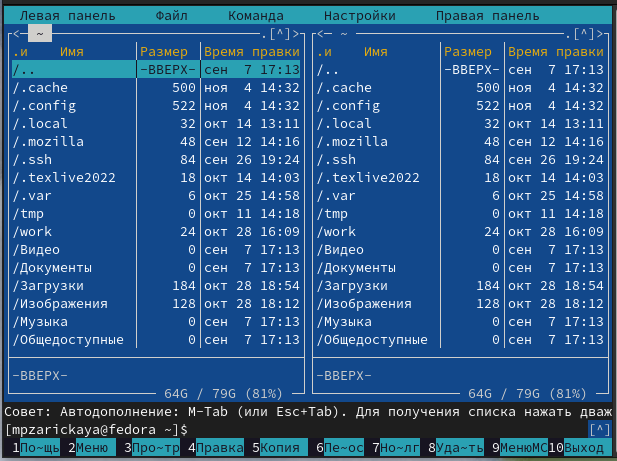 Левая панель Файл Команда Настройки Правая панель
<- ~ .[^]> <- ~ .[^]>
.и Имя Размер Время правки .и Имя Размер Время правки
/.. -ВВЕРХ- сен 7 17:13 /.. -ВВЕРХ- сен 7 17:13
/.cache 500 ноя 4 14:32 /.cache 500 ноя 4 14:32
/.config 522 ноя 4 14:32 /.config 522 ноя 4 14:32
/.local 32 окт 14 13:11 /.local 32 окт 14 13:11
/.mozilla 48 сен 12 14:16 /.mozilla 48 сен 12 14:16
/.ssh 84 сен 26 19:24 /.ssh 84 сен 26 19:24
/.texlive2022 18 окт 14 14:03 /.texlive2022 18 окт 14 14:03
/.var 6 окт 25 14:58 /.var 6 окт 25 14:58
/tmp 0 окт 11 14:18 /tmp 0 окт 11 14:18
/work 24 окт 28 16:09 /work 24 окт 28 16:09
/Видео 0 сен 7 17:13 /Видео 0 сен 7 17:13
/Документы 0 сен 7 17:13 /Документы 0 сен 7 17:13
/Загрузки 184 окт 28 18:54 /Загрузки 184 окт 28 18:54
/Изображения 128 окт 28 18:12 /Изображения 128 окт 28 18:12
/Музыка 0 сен 7 17:13 /Музыка 0 сен 7 17:13
/Общедоступные 0 сен 7 17:13 /Общедоступные 0 сен 7 17:13
-ВВЕРХ- -ВВЕРХ-
64G / 79G (81%) 64G / 79G (81%)
Совет: Автодополнение: M-Tab (или Esc+Tab). Для получения списка нажать дваж
[mpzarickaya@fedora ~]$ [^]
1По~щь 2Меню 3Про~тр 4Правка 5Копия 6Пе~ос 7Но~лг 8Уда~ть 9МенюMC 10Выход